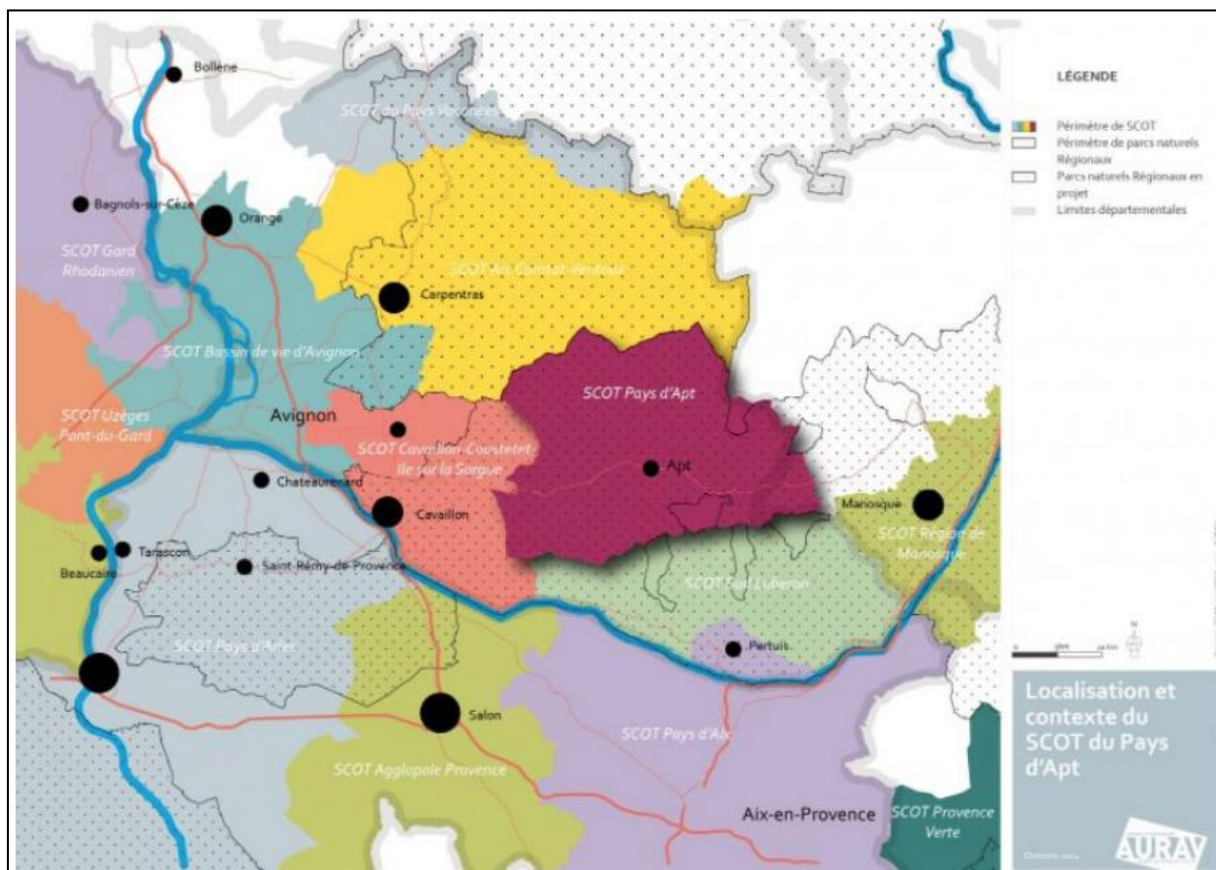 Bollène
SCOT du Pays Voconces
Bagnols-sur-Cèze
Orange
SCOT Gard
Rhodanien
SCOT Arc Comtat-Ventoux
Carpentras
SCOT Bassin de vie d'Avignon
SCOT Pays d'Apt
SCOT Uzèges
Pont-du-Gard
Avignon
SCOT Cavaillon-Coustelet-
Ile sur la Sorgue
Apt
Chateaurenard
Cavaillon
Manosque
SCOT Région de
Manosque
Tarascon
Beaucaire
Saint-Rémy-de-Provence
SCOT Sud Luberon
SCOT Pays d'Arles
Pertuis
Salon
SCOT Pays d'Aix
SCOT Agglopole Provence
Aix-en-Provence
SCOT Provence
Verte
LÉGENDE
Périmètre de SCOT
Périmètre de parcs naturels
Régionaux
Parcs naturels Régionaux en
projet
Limites départementales
N
Localisation et
contexte du
SCOT du Pays
d'Apt
AURAV